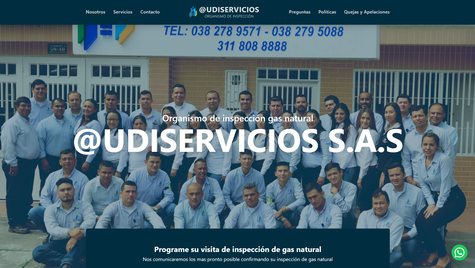 Nosotros Servicios Contacto @UDISERVICIOS Preguntas Políticas Quejas y Apelaciones
ORGANISMO DE INSPECCIÓN
TEL: 038 278 9571 - 038 279 5088
311 808 8888
Organismo de inspección gas natural
@UDISERVICIOS S.A.S
Programe su visita de inspección de gas natural
Nos comunicaremos los mas pronto posible confirmando su inspección de gas natural